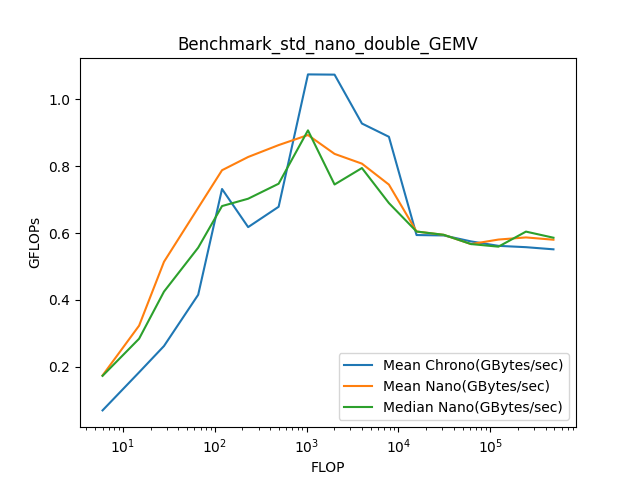 Benchmark_std_nano_double_GEMV
GFLOPs
1.0
0.8
0.6
0.4
0.2
Mean Chrono(GBytes/sec)
Mean Nano(GBytes/sec)
Median Nano(GBytes/sec)
10¹
10²
10³
10⁴
10⁵
FLOP